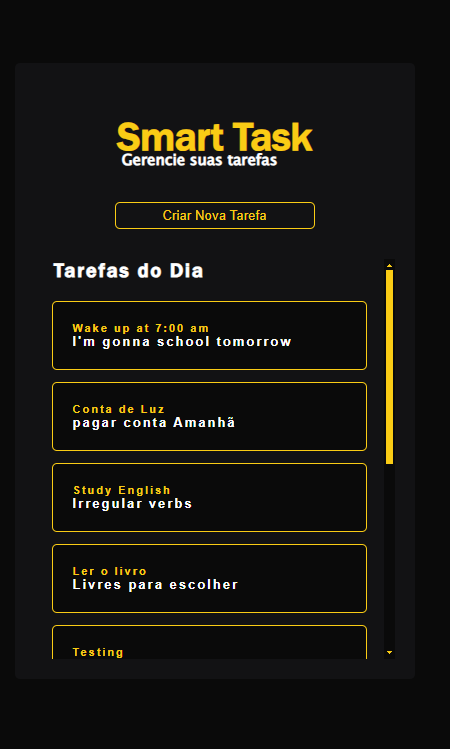 Smart Task
Gerencie suas tarefas
Criar Nova Tarefa
Tarefas do Dia
Wake up at 7:00 am
I'm gonna school tomorrow
Conta de Luz
pagar conta Amanhã
Study English
Irregular verbs
Ler o livro
Livres para escolher
Testing